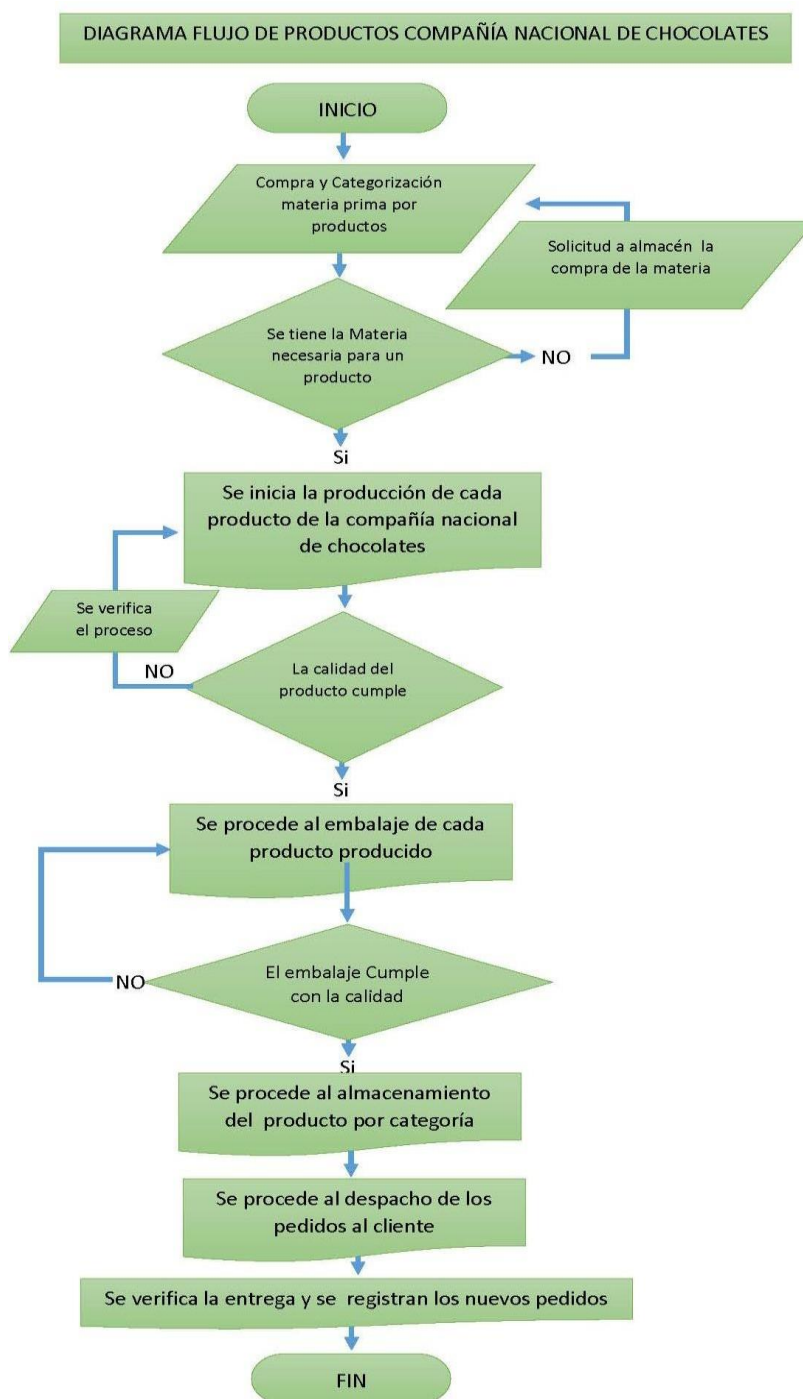 DIAGRAMA FLUJO DE PRODUCTOS COMPAÑÍA NACIONAL DE CHOCOLATES
INICIO
Compra y Categorización
materia prima por
productos
Solicitud a almacén la
compra de la materia
Se tiene la Materia
necesaria para un
producto
NO
Si
Se inicia la producción de cada
producto de la compañía nacional
de chocolates
Se verifica
el proceso
NO
La calidad del
producto cumple
Si
Se procede al embalaje de cada
producto producido
NO
El embalaje Cumple
con la calidad
Si
Se procede al almacenamiento
del producto por categoría
Se procede al despacho de los
pedidos al cliente
Se verifica la entrega y se registran los nuevos pedidos
FIN